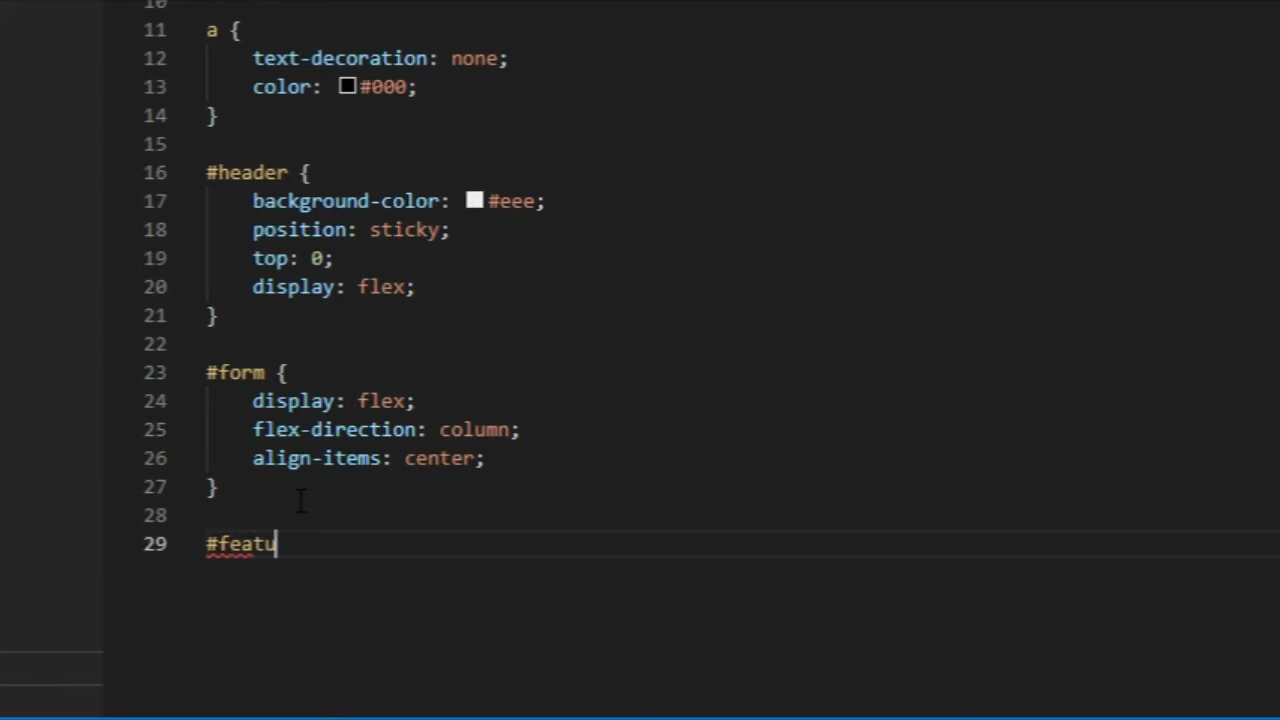 10
11 a {
12 text-decoration: none;
13 color: #000;
14 }
15
16 #header {
17 background-color: #eee;
18 position: sticky;
19 top: 0;
20 display: flex;
21 }
22
23 #form {
24 display: flex;
25 flex-direction: column;
26 align-items: center;
27 }
28
29 #featu